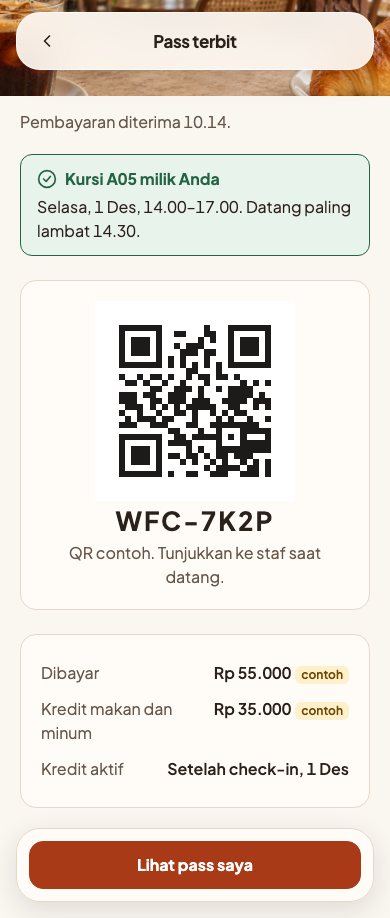 Pass terbit
Pembayaran diterima 10.14.
Kursi A05 milik Anda
Selasa, 1 Des, 14.00–17.00. Datang paling
lambat 14.30.
WFC-7K2P
QR contoh. Tunjukkan ke staf saat
datang.
Dibayar Rp 55.000 contoh
Kredit makan dan Rp 35.000 contoh
minum
Kredit aktif Setelah check-in, 1 Des
Lihat pass saya